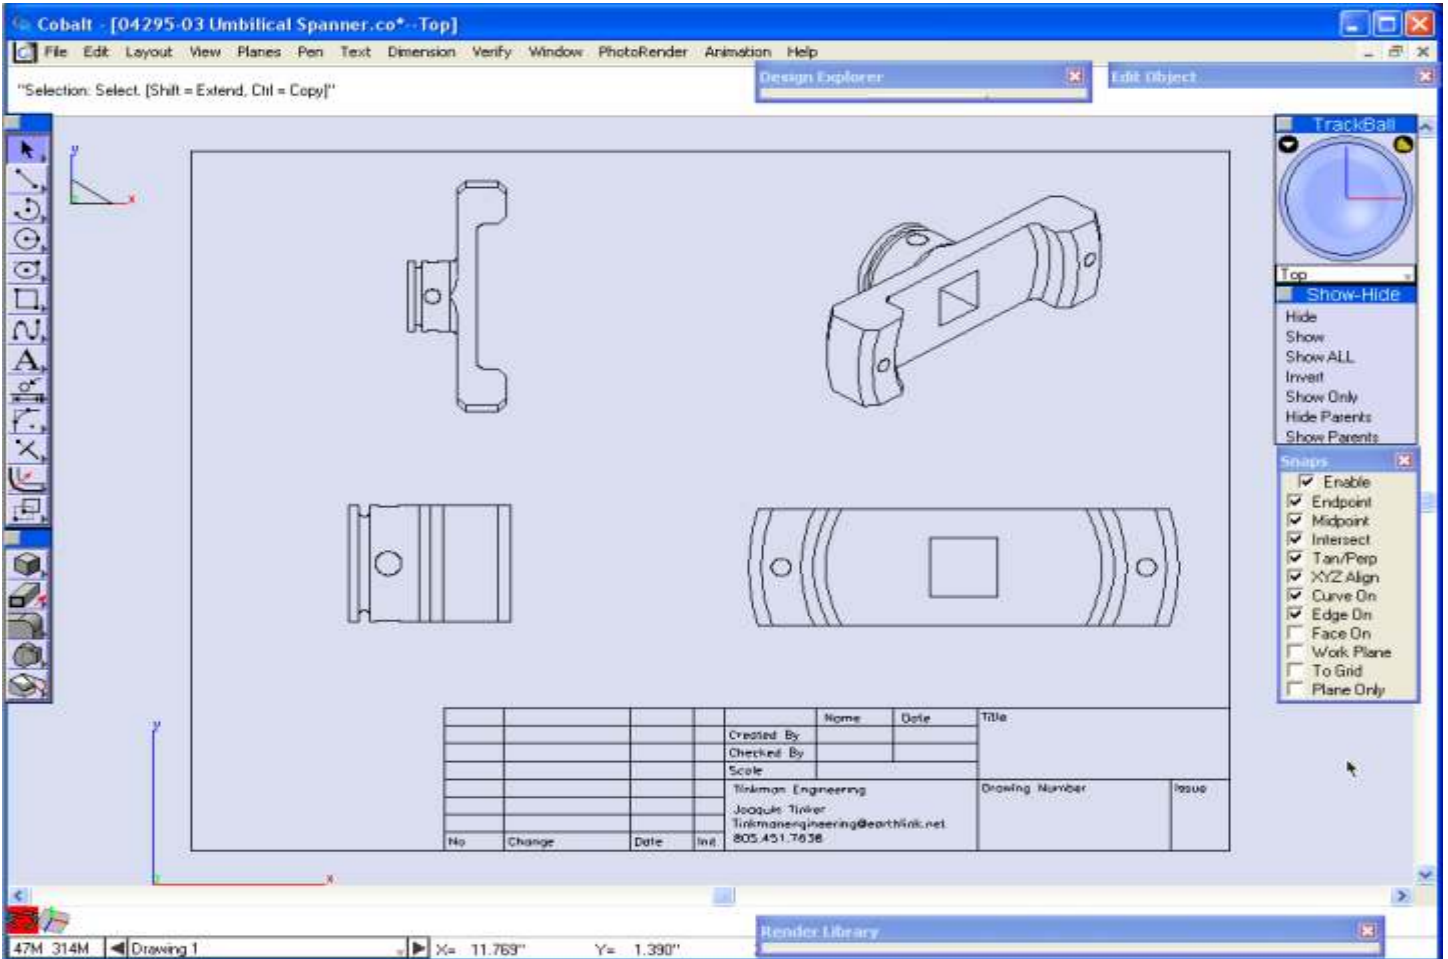 Cobalt - [04295-03 Umbilical Spanner.co*--Top]
File Edit Layout View Planes Pen Text Dimension Verify Window PhotoRender Animation Help
Design Explorer
Edit Object
"Selection: Select. [Shift = Extend, Ctrl = Copy]"
TrackBall
y
x
Top
Show-Hide
Hide
Show
Show ALL
Invert
Show Only
Hide Parents
Show Parents
Snaps
Enable
Endpoint
Midpoint
Intersect
Tan/Perp
XYZ Align
Curve On
Edge On
Face On
Work Plane
To Grid
Plane Only
A
Name Date Title
Created By
Checked By
Scale
Tinkman Engineering
Drawing Number Issue
Joaquin Tinker
Tinkmanengineering@earthlink.net
805.451.7636
No Change Date Init
y
x
Render Library
47M 314M Drawing 1 X= 11.769" Y= 1.390"